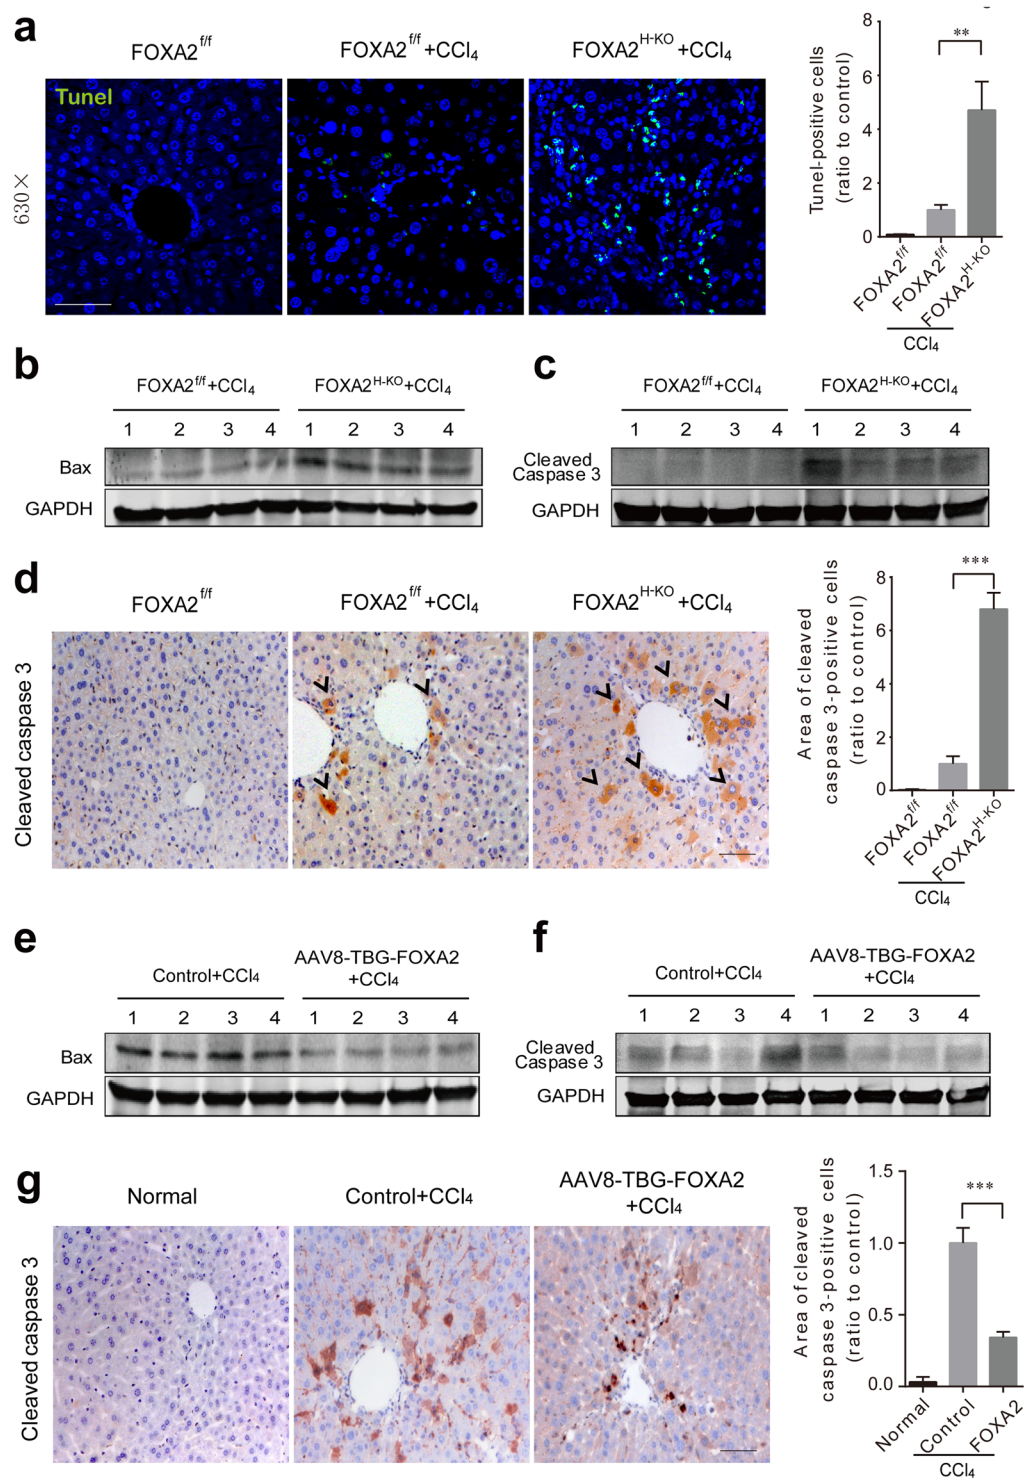 a
FOXA2f/f
FOXA2f/f +CCl4
FOXA2H-KO +CCl4
Tunel
630×
Tunel-positive cells
(ratio to control)
8
6
4
2
0
**
FOXA2f/f
FOXA2f/f
FOXA2H-KO
CCl4
b
FOXA2f/f+CCl4
FOXA2H-KO+CCl4
1 2 3 4 1 2 3 4
Bax
GAPDH
c
FOXA2f/f+CCl4
FOXA2H-KO+CCl4
1 2 3 4 1 2 3 4
Cleaved
Caspase 3
GAPDH
d
FOXA2f/f
FOXA2f/f +CCl4
FOXA2H-KO +CCl4
Cleaved caspase 3
Area of cleaved
caspase 3-positive cells
(ratio to control)
8
6
4
2
0
***
FOXA2f/f
FOXA2f/f
FOXA2H-KO
CCl4
e
Control+CCl4
AAV8-TBG-FOXA2
+CCl4
1 2 3 4 1 2 3 4
Bax
GAPDH
f
Control+CCl4
AAV8-TBG-FOXA2
+CCl4
1 2 3 4 1 2 3 4
Cleaved
Caspase 3
GAPDH
g
Normal
Control+CCl4
AAV8-TBG-FOXA2
+CCl4
Cleaved caspase 3
Area of cleaved
caspase 3-positive cells
(ratio to control)
1.5
1.0
0.5
0.0
***
Normal
Control
FOXA2
CCl4